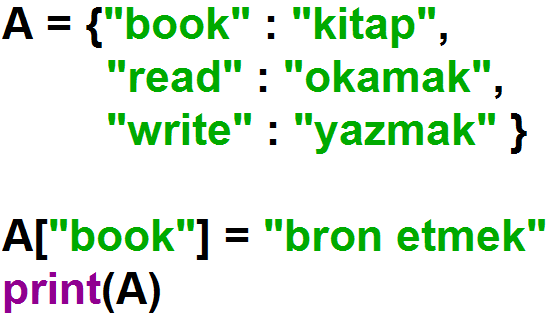 A = {"book" : "kitap",
"read" : "okamak",
"write" : "yazmak" }
A["book"] = "bron etmek"
print(A)